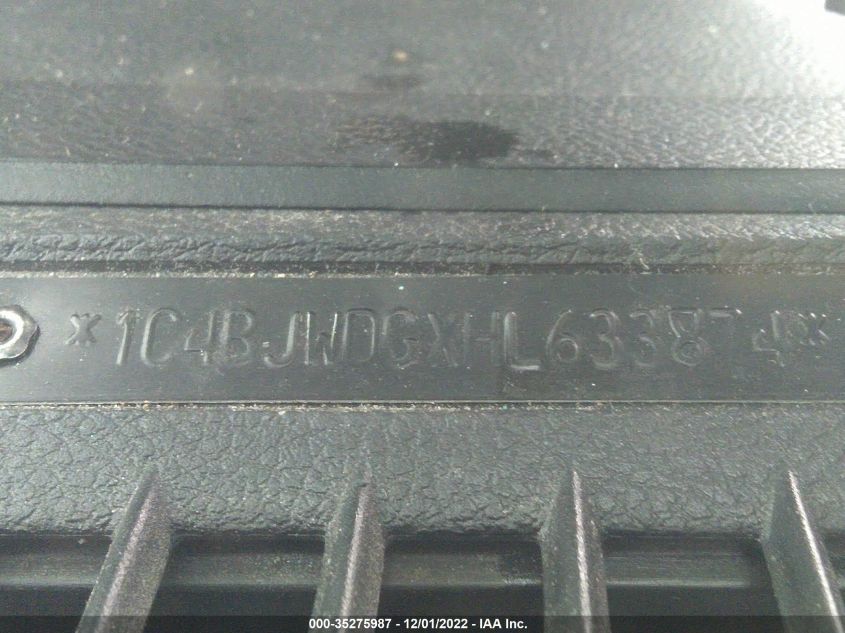 *1C4BJWDGXHL633874*
000-35275987 - 12/01/2022 - IAA Inc.